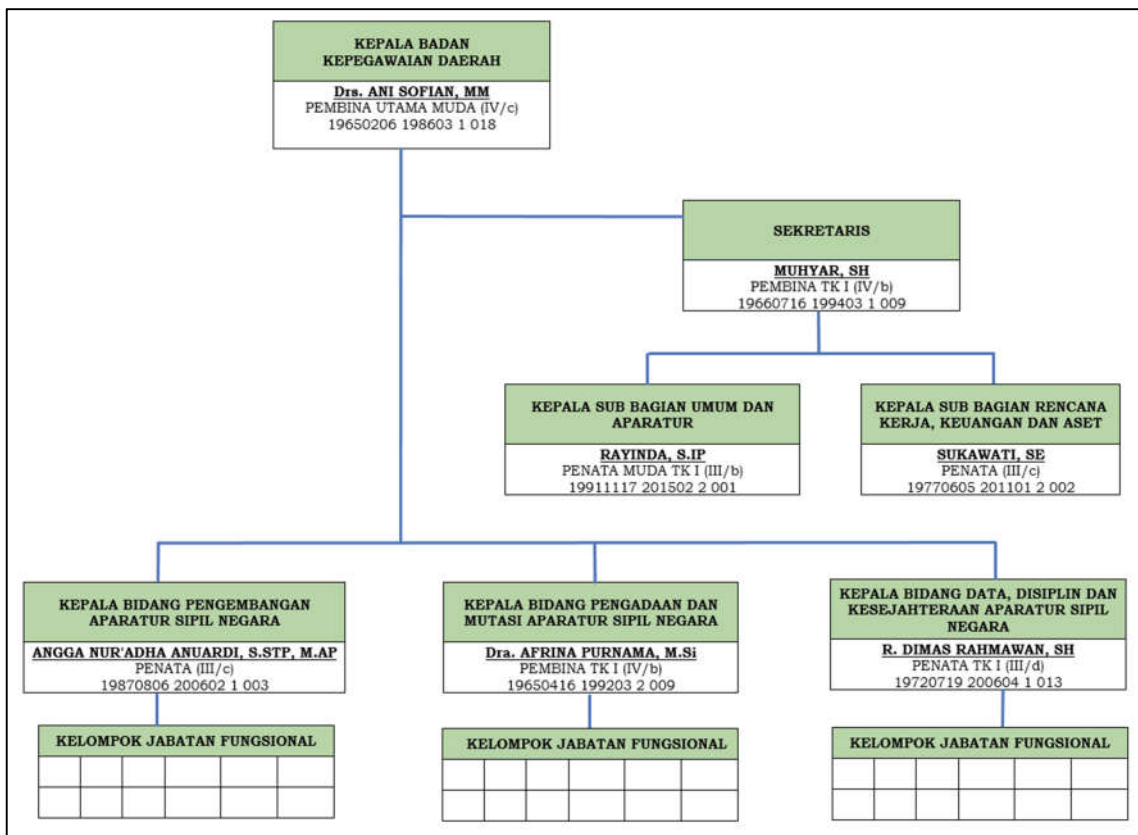 KEPALA BADAN
KEPEGAWAIAN DAERAH
Drs. ANI SOFIAN, MM
PEMBINA UTAMA MUDA (IV/c)
19650206 198603 1 018
SEKRETARIS
MUHYAR, SH
PEMBINA TK I (IV/b)
19660716 199403 1 009
KEPALA SUB BAGIAN UMUM DAN
APARATUR
RAYINDA, S.IP
PENATA MUDA TK I (III/b)
19911117 201502 2 001
KEPALA SUB BAGIAN RENCANA
KERJA, KEUANGAN DAN ASET
SUKAWATI, SE
PENATA (III/c)
19770605 201101 2 002
KEPALA BIDANG PENGEMBANGAN
APARATUR SIPIL NEGARA
ANGGA NUR'ADHA ANUARDI, S.STP, M.AP
PENATA (III/c)
19870806 200602 1 003
KELOMPOK JABATAN FUNGSIONAL
KEPALA BIDANG PENGADAAN DAN
MUTASI APARATUR SIPIL NEGARA
Dra. AFRINA PURNAMA, M.Si
PEMBINA TK I (IV/b)
19650416 199203 2 009
KELOMPOK JABATAN FUNGSIONAL
KEPALA BIDANG DATA, DISIPLIN DAN
KESEJAHTERAAN APARATUR SIPIL
NEGARA
R. DIMAS RAHMAWAN, SH
PENATA TK I (III/d)
19720719 200604 1 013
KELOMPOK JABATAN FUNGSIONAL